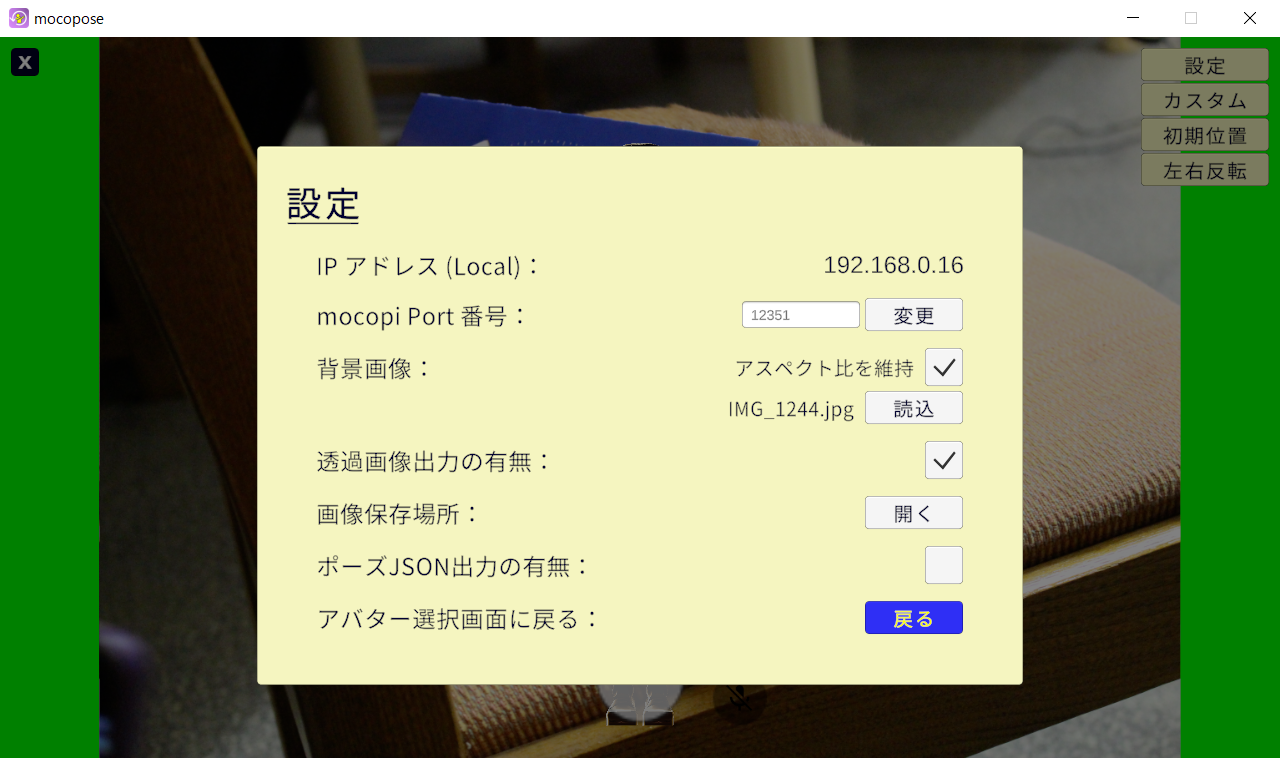 mocopose
X
設定
カスタム
初期位置
左右反転
設定
IP アドレス (Local)： 192.168.0.16
mocopi Port 番号： 12351 変更
背景画像： アスペクト比を維持
IMG_1244.jpg 読込
透過画像出力の有無：
画像保存場所： 開く
ポーズJSON出力の有無：
アバター選択画面に戻る： 戻る